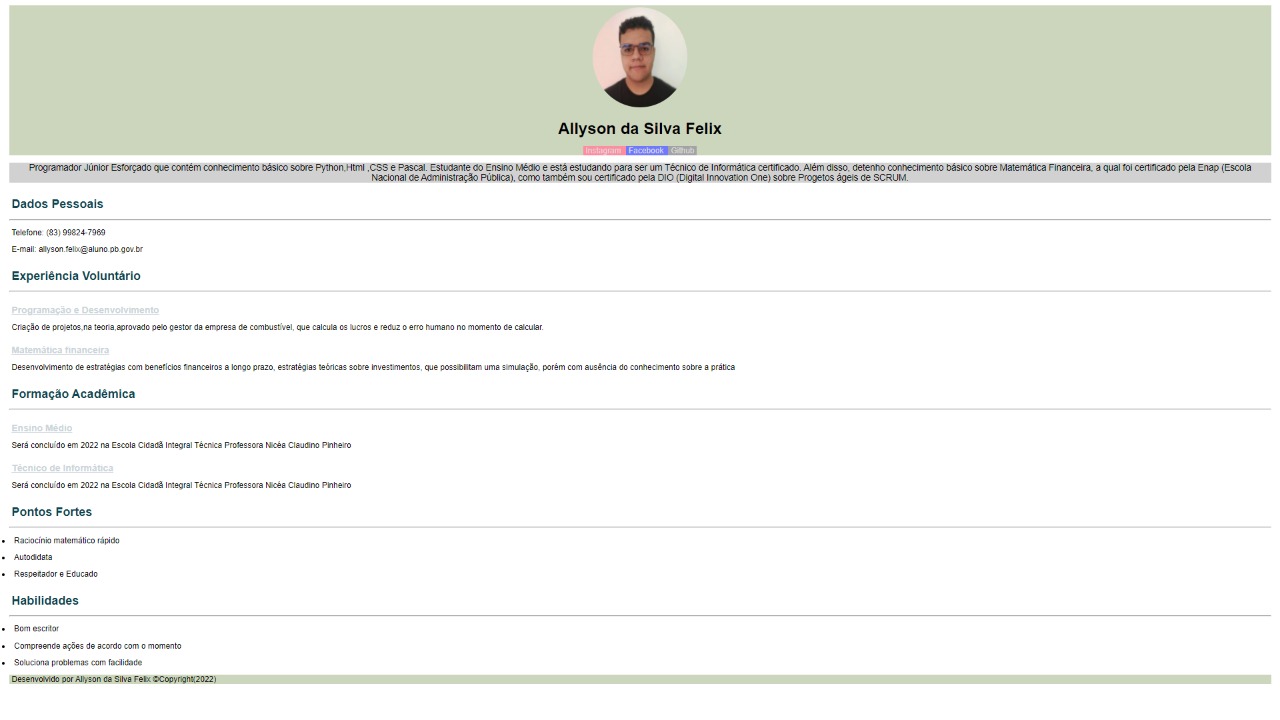 Allyson da Silva Felix
Instagram Facebook Github
Programador Júnior Esforçado que contém conhecimento básico sobre Python,Html ,CSS e Pascal. Estudante do Ensino Médio e está estudando para ser um Técnico de Informática certificado. Além disso, detenho conhecimento básico sobre Matemática Financeira, a qual foi certificado pela Enap (Escola
Nacional de Administração Pública), como também sou certificado pela DIO (Digital Innovation One) sobre Progetos ágeis de SCRUM.
Dados Pessoais
Telefone: (83) 99824-7969
E-mail: allyson.felix@aluno.pb.gov.br
Experiência Voluntário
Programação e Desenvolvimento
Criação de projetos,na teoria,aprovado pelo gestor da empresa de combustível, que calcula os lucros e reduz o erro humano no momento de calcular.
Matemática financeira
Desenvolvimento de estratégias com benefícios financeiros a longo prazo, estratégias teóricas sobre investimentos, que possibilitam uma simulação, porém com ausência do conhecimento sobre a prática
Formação Acadêmica
Ensino Médio
Será concluído em 2022 na Escola Cidadã Integral Técnica Professora Nicéa Claudino Pinheiro
Técnico de Informática
Será concluído em 2022 na Escola Cidadã Integral Técnica Professora Nicéa Claudino Pinheiro
Pontos Fortes
• Raciocínio matemático rápido
• Autodidata
• Respeitador e Educado
Habilidades
• Bom escritor
• Compreende ações de acordo com o momento
• Soluciona problemas com facilidade
Desenvolvido por Allyson da Silva Felix ©Copyright(2022)